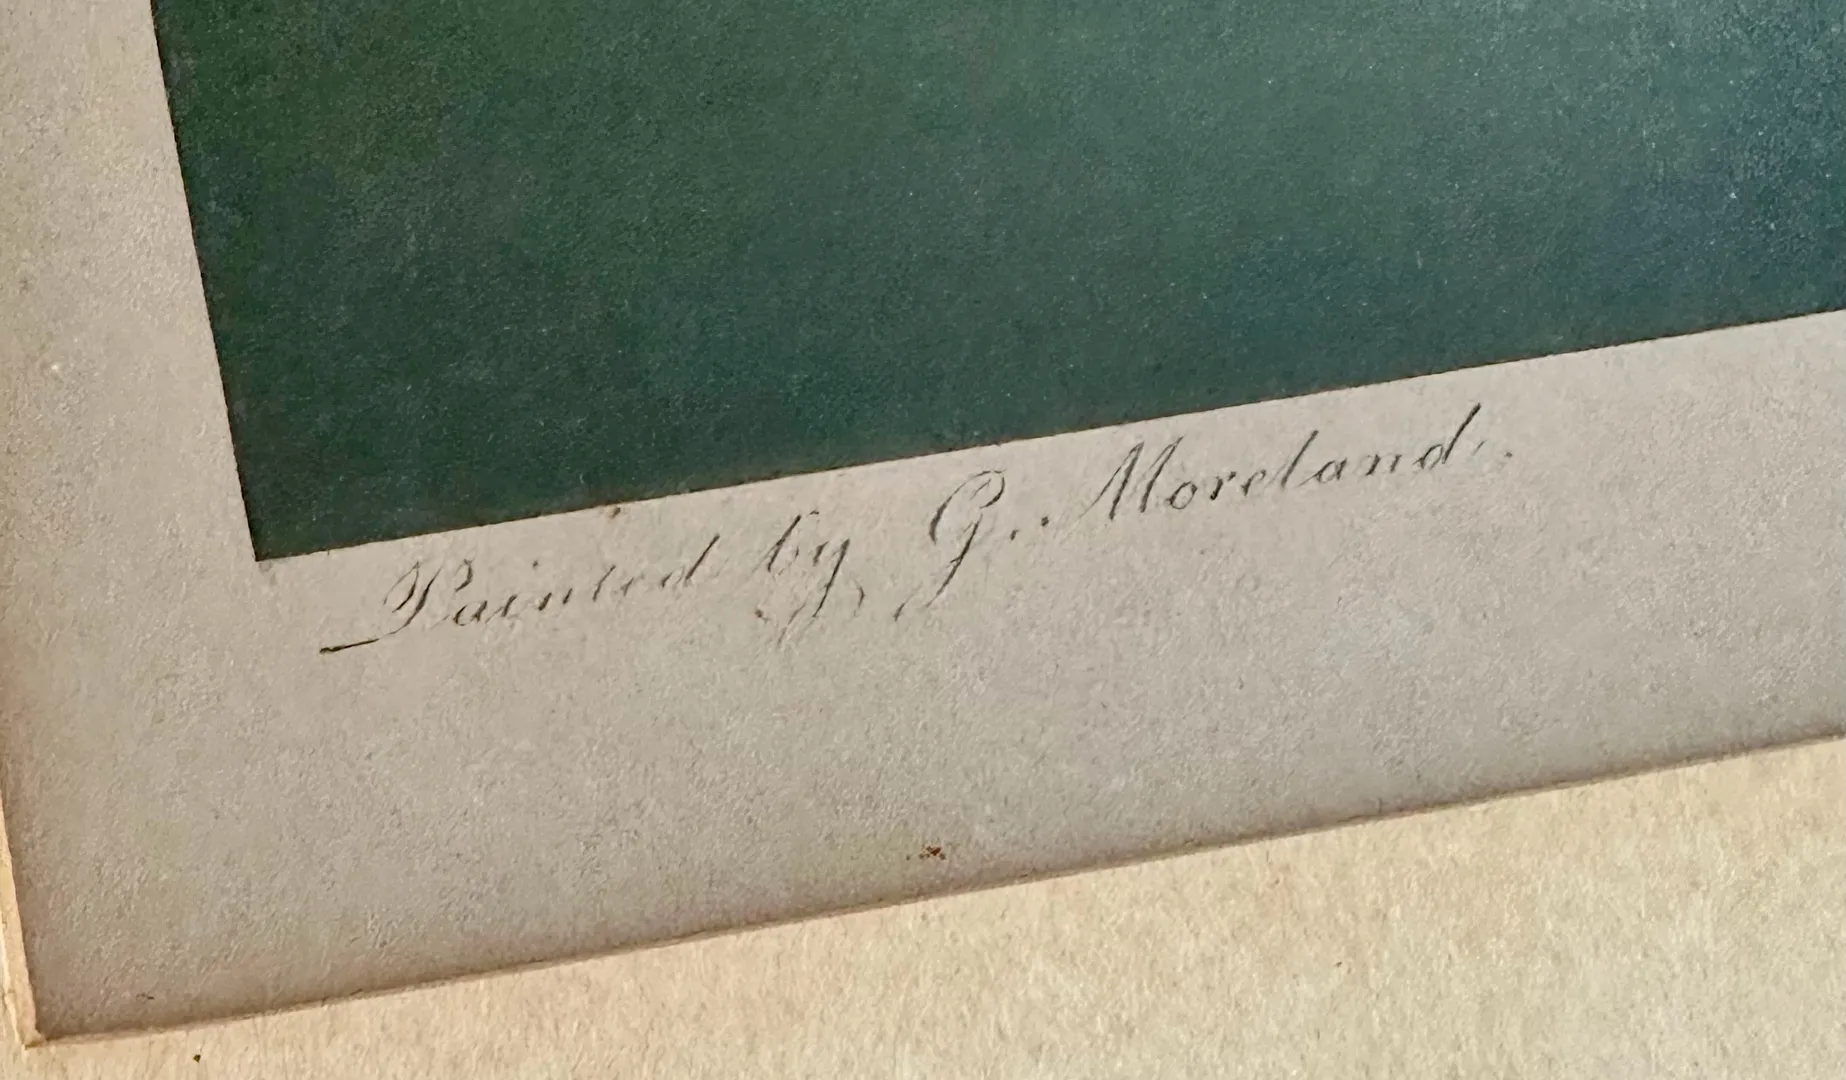 Painted by G. Moreland.